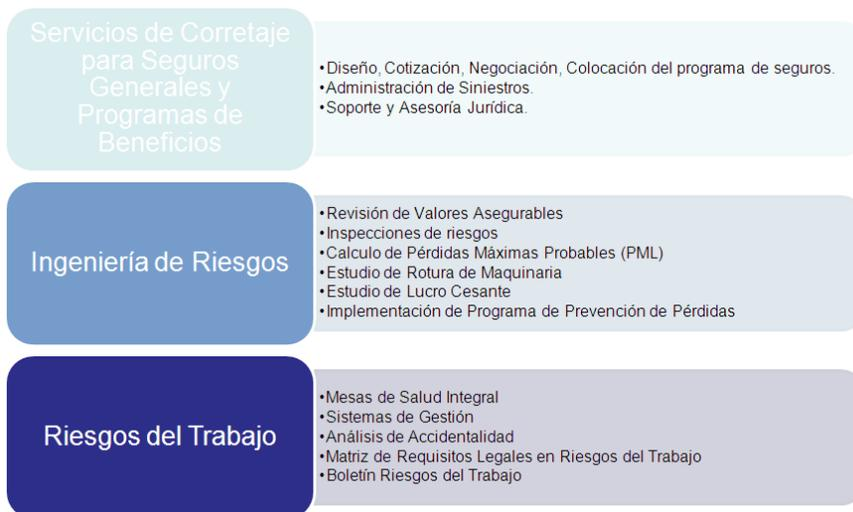 Servicios de Corretaje
para Seguros
Generales y
Programas de
Beneficios
•Diseño, Cotización, Negociación, Colocación del programa de seguros.
•Administración de Siniestros.
•Soporte y Asesoría Jurídica.
Ingeniería de Riesgos
•Revisión de Valores Asegurables
•Inspecciones de riesgos
•Calculo de Pérdidas Máximas Probables (PML)
•Estudio de Rotura de Maquinaria
•Estudio de Lucro Cesante
•Implementación de Programa de Prevención de Pérdidas
Riesgos del Trabajo
•Mesas de Salud Integral
•Sistemas de Gestión
•Análisis de Accidentalidad
•Matriz de Requisitos Legales en Riesgos del Trabajo
•Boletín Riesgos del Trabajo